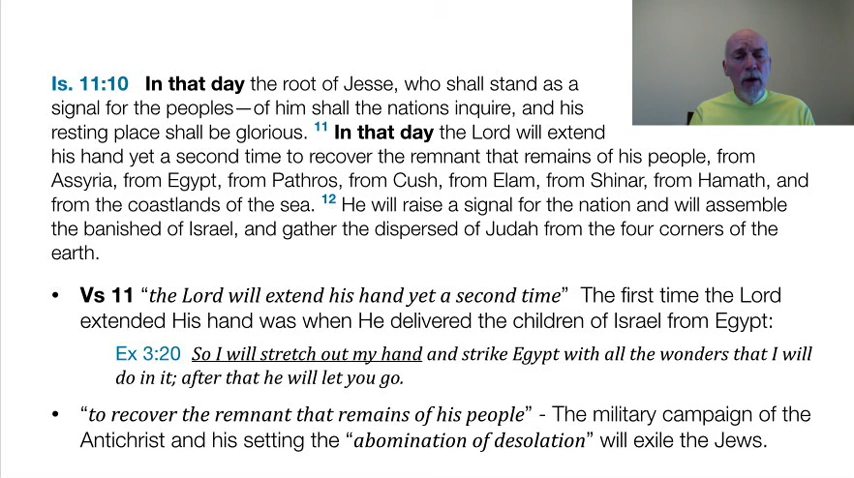 Is. 11:10 In that day the root of Jesse, who shall stand as a
signal for the peoples—of him shall the nations inquire, and his
resting place shall be glorious. 11 In that day the Lord will extend
his hand yet a second time to recover the remnant that remains of his people, from
Assyria, from Egypt, from Pathros, from Cush, from Elam, from Shinar, from Hamath, and
from the coastlands of the sea. 12 He will raise a signal for the nation and will assemble
the banished of Israel, and gather the dispersed of Judah from the four corners of the
earth.
• Vs 11 “the Lord will extend his hand yet a second time” The first time the Lord
extended His hand was when He delivered the children of Israel from Egypt:
Ex 3:20 So I will stretch out my hand and strike Egypt with all the wonders that I will
do in it; after that he will let you go.
• “to recover the remnant that remains of his people” - The military campaign of the
Antichrist and his setting the “abomination of desolation” will exile the Jews.